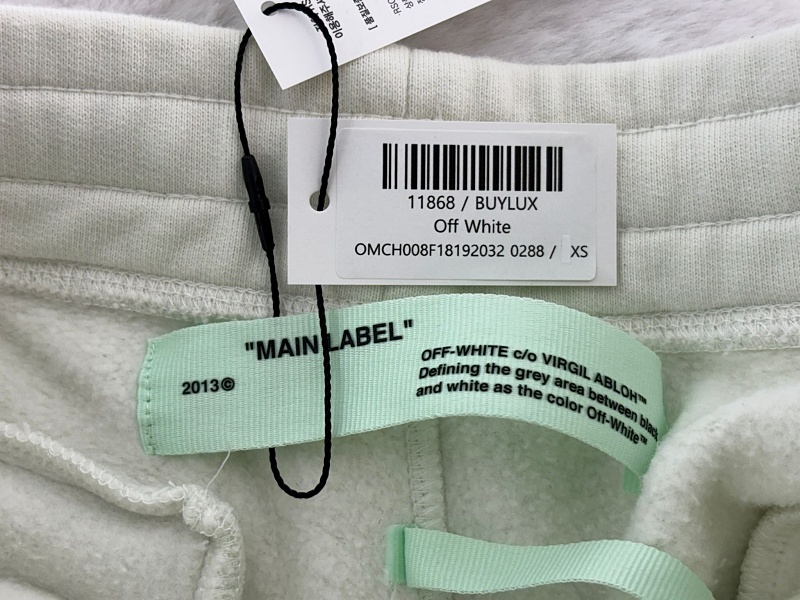 11868 / BUYLUX
Off White
OMCH008F18192032 0288 / XS
"MAIN LABEL"
2013©
OFF-WHITE c/o VIRGIL ABLOH™
Defining the grey area between black
and white as the color Off-White™